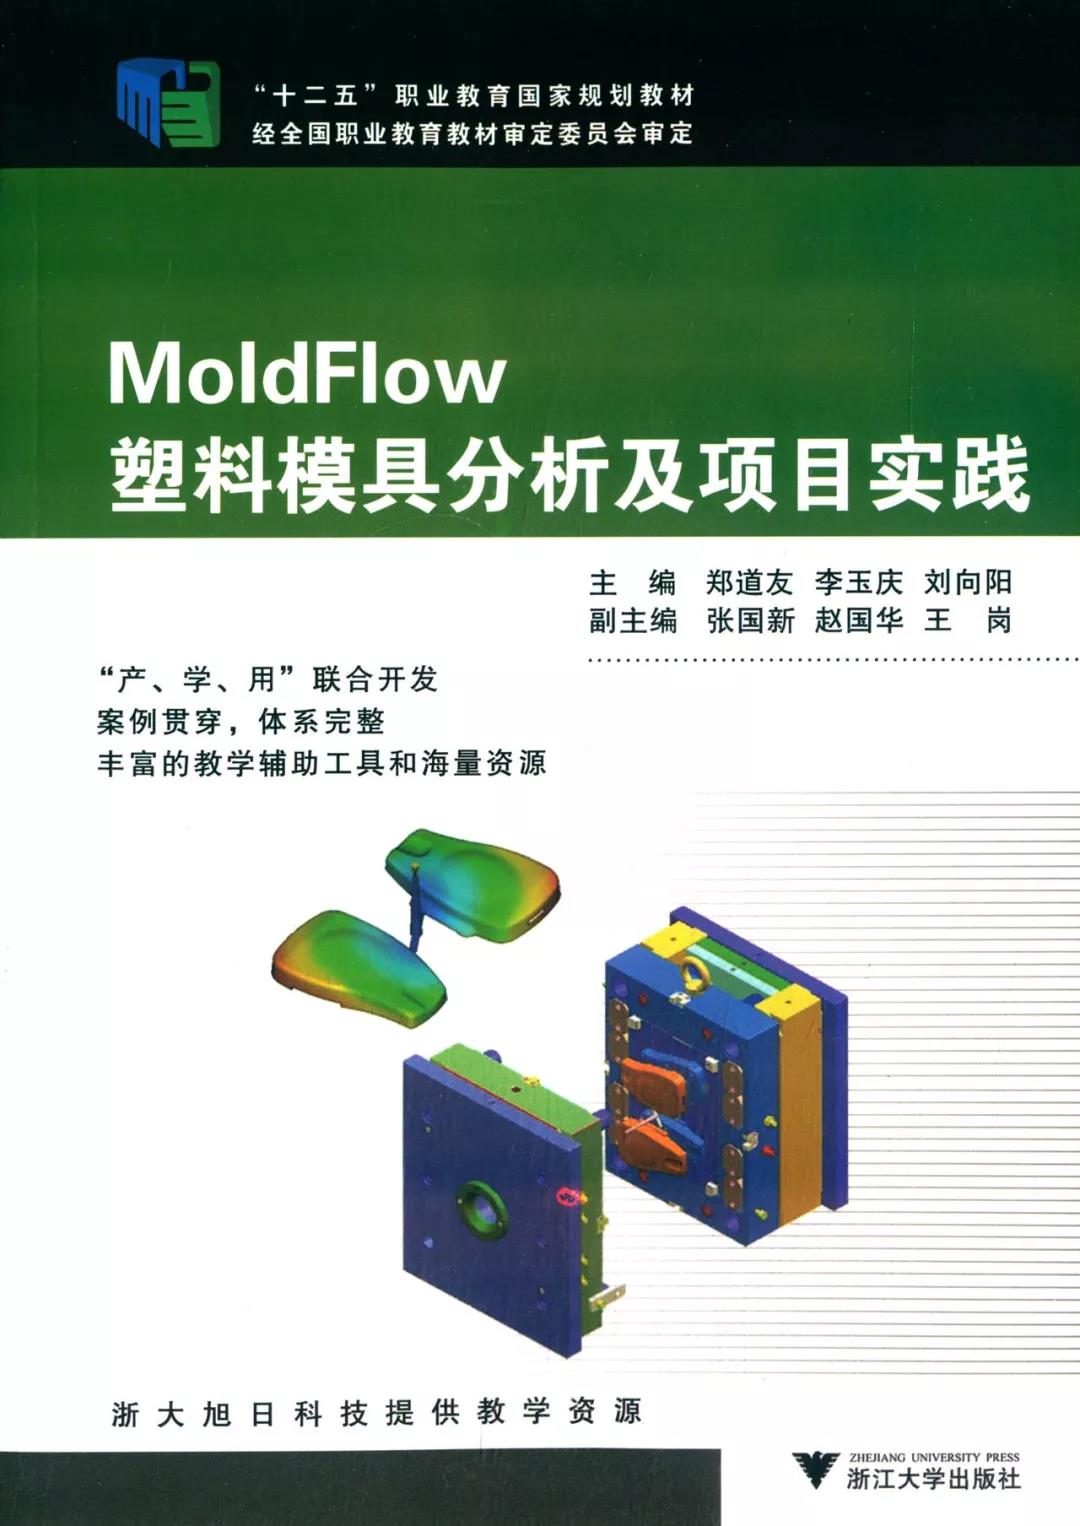 “十二五”职业教育国家规划教材
经全国职业教育教材审定委员会审定
MoldFlow
塑料模具分析及项目实践
主 编 郑道友 李玉庆 刘向阳
副主编 张国新 赵国华 王 岗
“产、学、用”联合开发
案例贯穿，体系完整
丰富的教学辅助工具和海量资源
浙大旭日科技提供教学资源
ZHEJIANG UNIVERSITY PRESS
浙江大学出版社